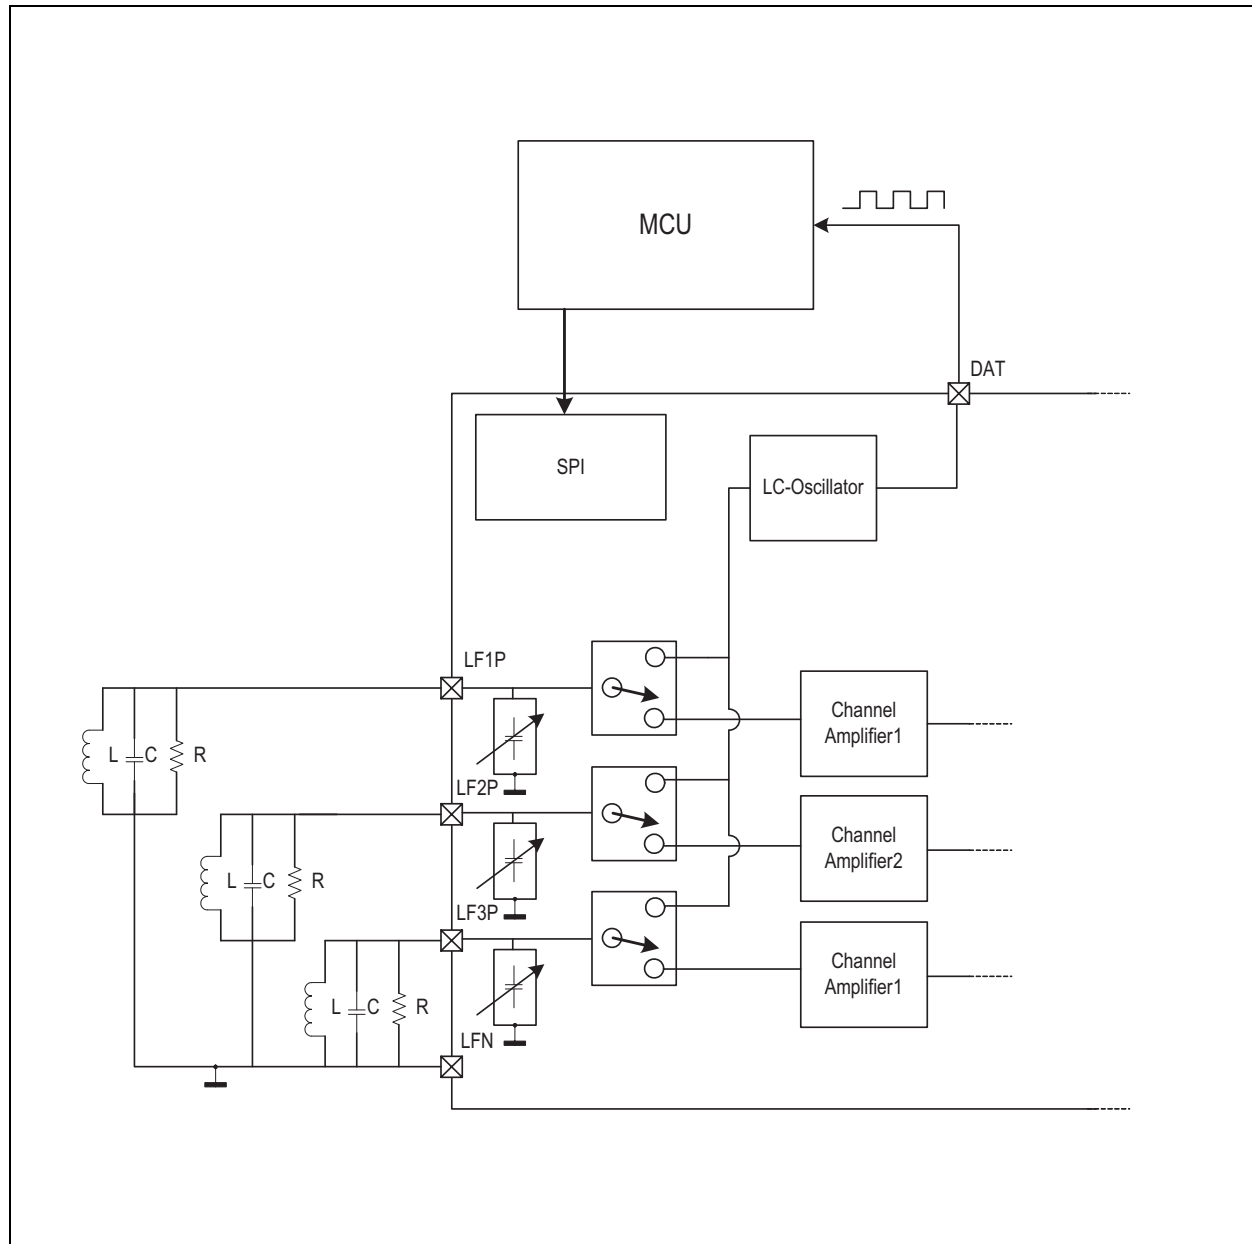 MCU
DAT
SPI
LC-Oscillator
LF1P
Channel
Amplifier1
L C R
LF2P
Channel
Amplifier2
L C R
LF3P
Channel
Amplifier1
L C R
LFN